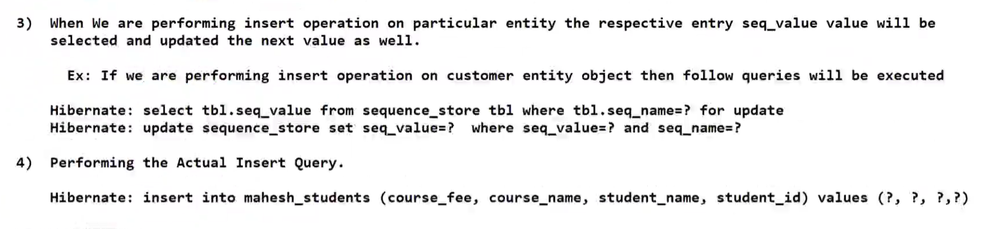 3) When We are performing insert operation on particular entity the respective entry seq_value value will be
selected and updated the next value as well.
Ex: If we are performing insert operation on customer entity object then follow queries will be executed
Hibernate: select tbl.seq_value from sequence_store tbl where tbl.seq_name=? for update
Hibernate: update sequence_store set seq_value=?  where seq_value=? and seq_name=?
4) Performing the Actual Insert Query.
Hibernate: insert into mahesh_students (course_fee, course_name, student_name, student_id) values (?, ?, ?,?)